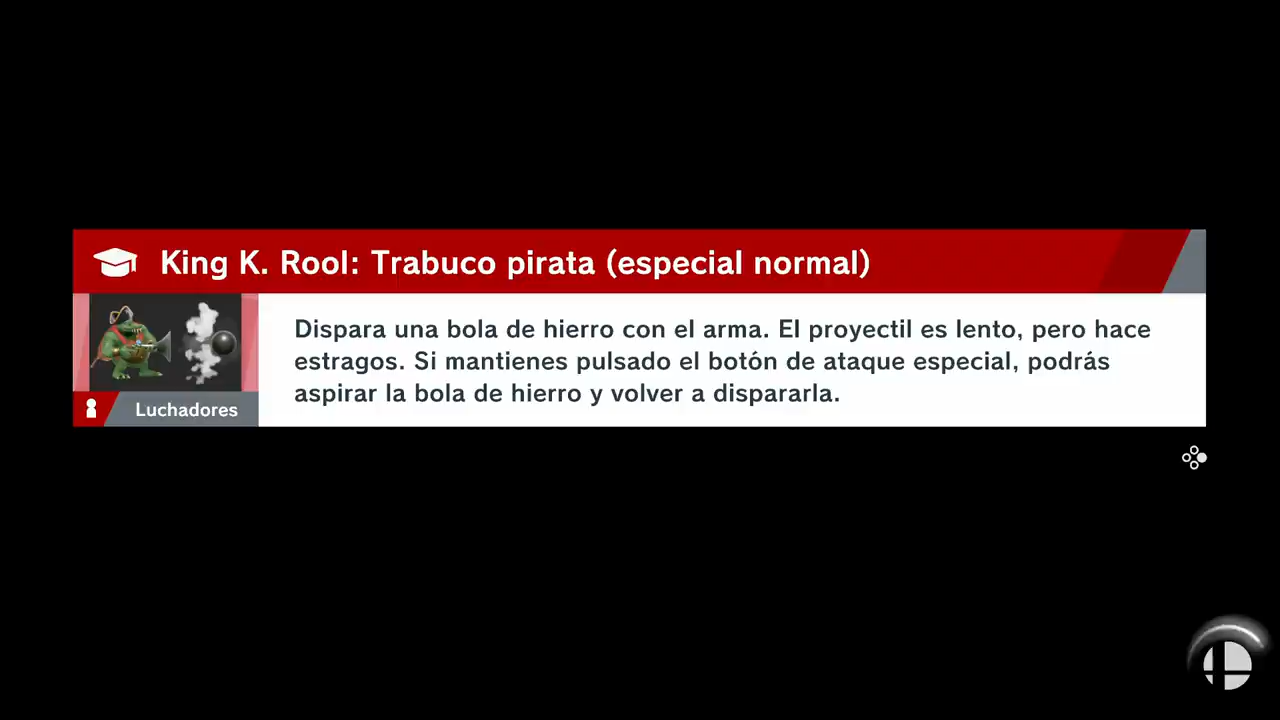 King K. Rool: Trabuco pirata (especial normal)
Dispara una bola de hierro con el arma. El proyectil es lento, pero hace
estragos. Si mantienes pulsado el botón de ataque especial, podrás
aspirar la bola de hierro y volver a dispararla.
Luchadores